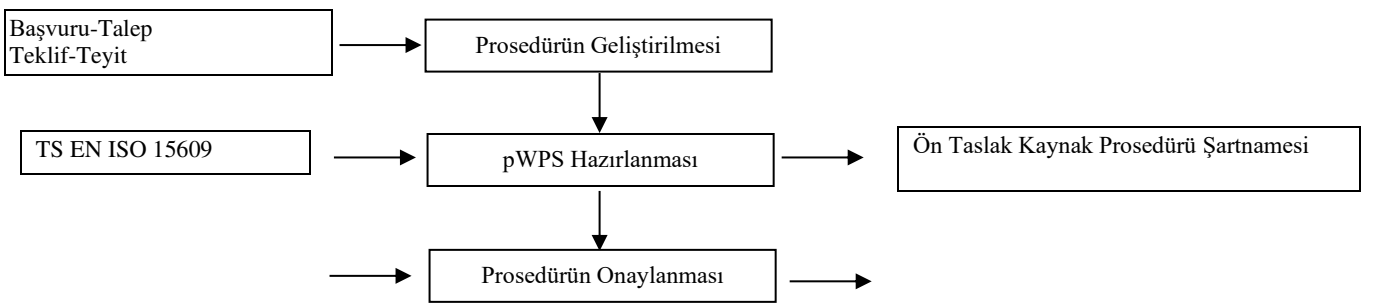 Başvuru-Talep
Teklif-Teyit
Prosedürün Geliştirilmesi
TS EN ISO 15609
pWPS Hazırlanması
Ön Taslak Kaynak Prosedürü Şartnamesi
Prosedürün Onaylanması